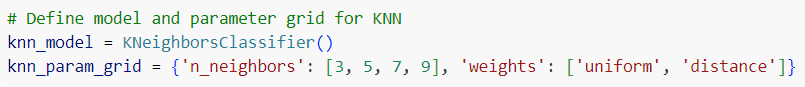 # Define model and parameter grid for KNN
knn_model = KNeighborsClassifier()
knn_param_grid = {'n_neighbors': [3, 5, 7, 9], 'weights': ['uniform', 'distance']}